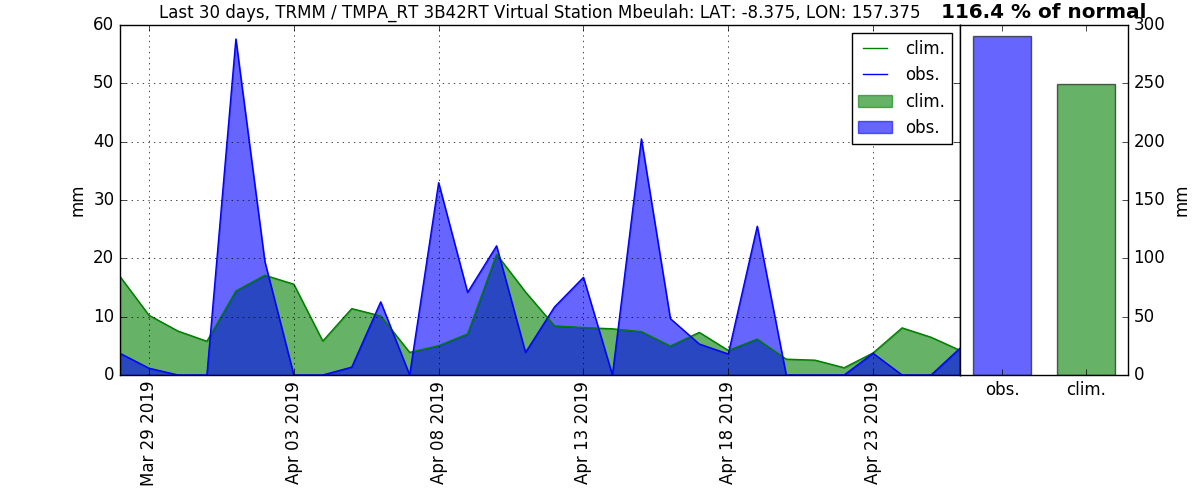 Last 30 days, TRMM / TMPA_RT 3B42RT Virtual Station Mbeulah: LAT: -8.375, LON: 157.375
116.4 % of normal
60
50
40
30
20
10
0
mm
clim.
obs.
clim.
obs.
300
250
200
150
100
50
0
mm
Mar 29 2019
Apr 03 2019
Apr 08 2019
Apr 13 2019
Apr 18 2019
Apr 23 2019
obs.
clim.